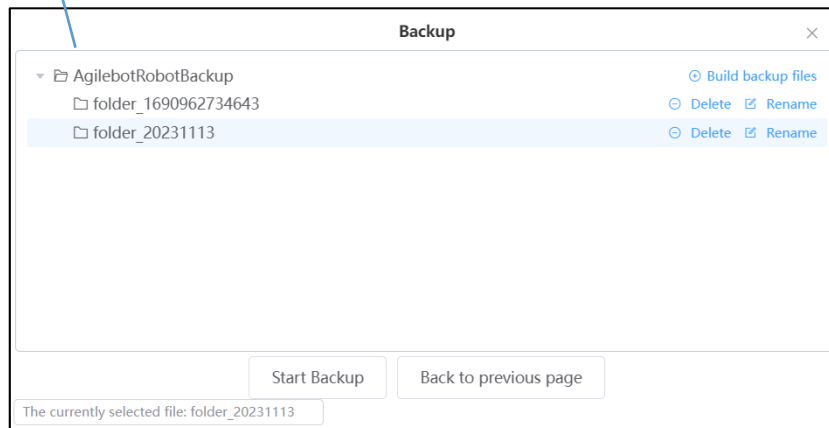 Backup
AgilebotRobotBackup Build backup files
folder_1690962734643 Delete Rename
folder_20231113 Delete Rename
Start Backup Back to previous page
The currently selected file: folder_20231113